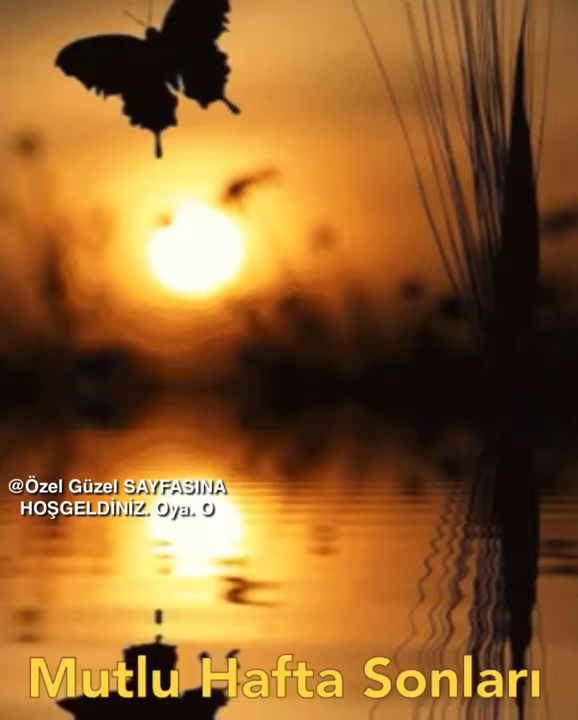 @Özel Güzel SAYFASINA
HOŞGELDİNİZ. Oya. O
Mutlu Hafta Sonları